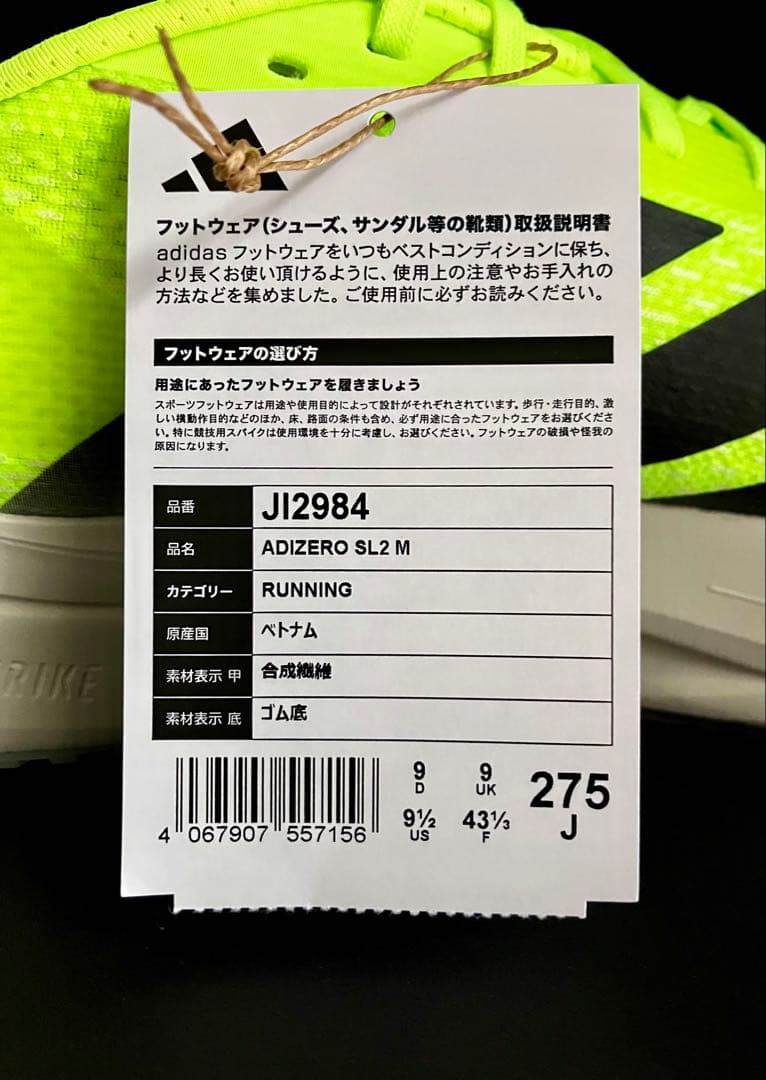 フットウェア(シューズ、サンダル等の靴類)取扱説明書
adidas フットウェアをいつもベストコンディションに保ち、
より長くお使い頂けるように、使用上の注意やお手入れの
方法などを集めました。ご使用前に必ずお読みください。
フットウェアの選び方
用途にあったフットウェアを履きましょう
スポーツフットウェアは用途や使用目的によって設計がそれぞれされています。歩行・走行目的、激
しい横動作目的などのほか、床、路面の条件も含め、必ず用途に合ったフットウェアをお選びくださ
い。特に競技用スパイクは使用環境を十分に考慮し、お選びください。フットウェアの破損や怪我の
原因になります。
品番 JI2984
品名 ADIZERO SL2 M
カテゴリー RUNNING
原産国 ベトナム
素材表示 甲 合成繊維
素材表示 底 ゴム底
RIKE
4 067907 557156
9 D 9 UK
9½ US 43⅓ F
275 J